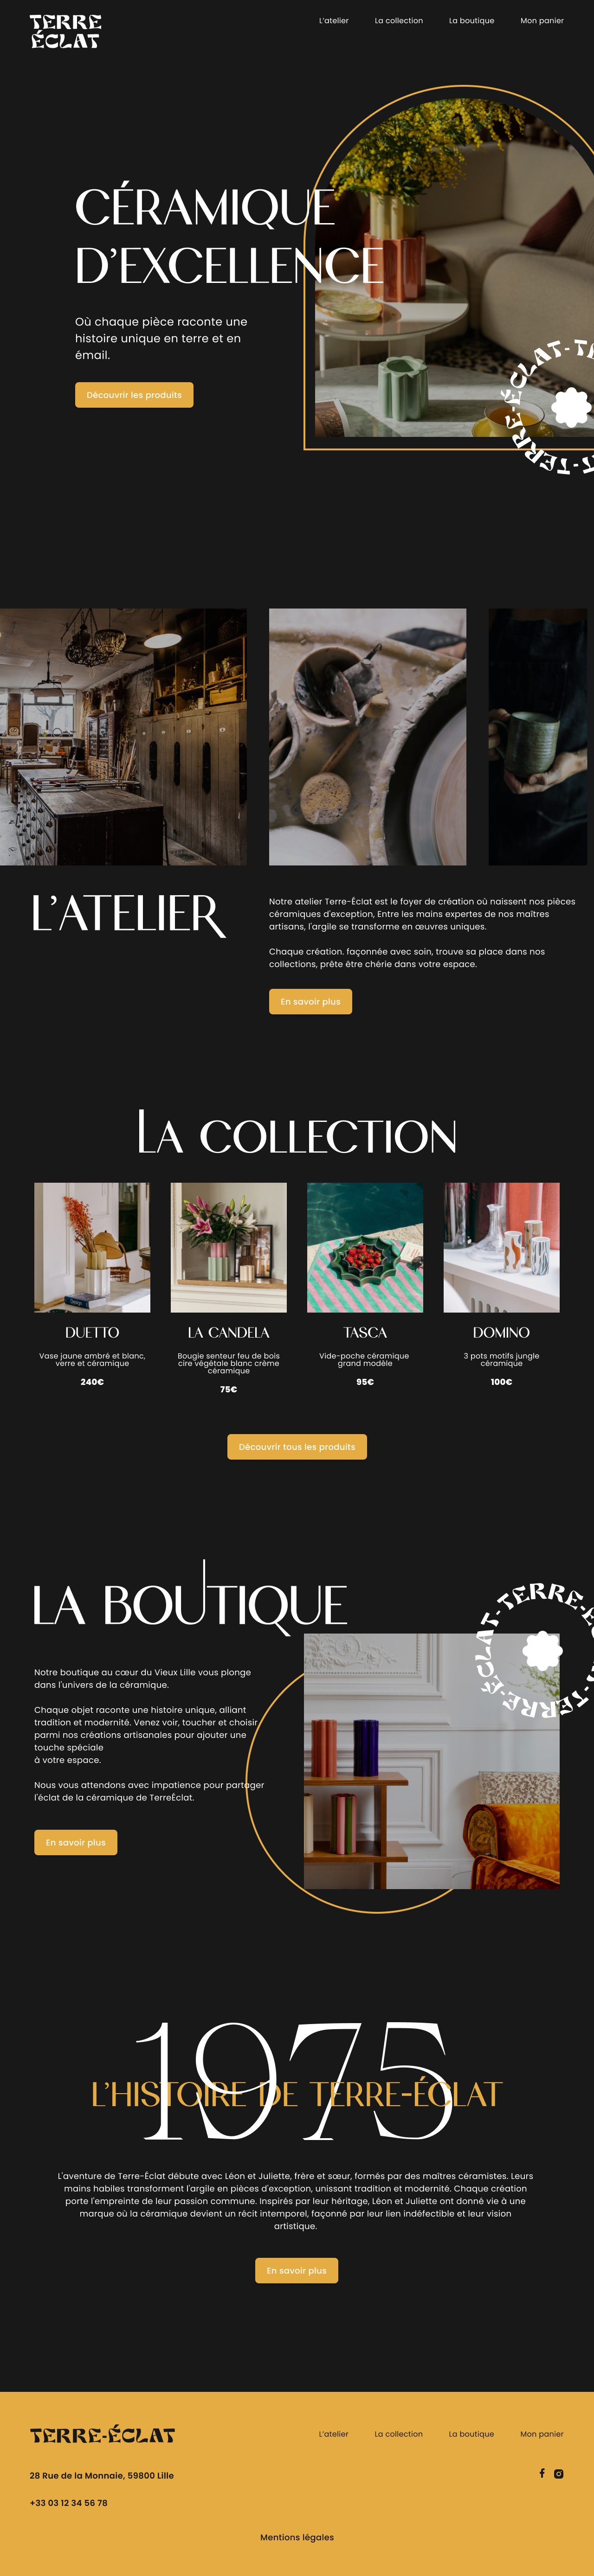 TERRE
ÉCLAT
L'atelier
La collection
La boutique
Mon panier
CÉRAMIQUE
D'EXCELLENCE
Où chaque pièce raconte une
histoire unique en terre et en
émail.
Découvrir les produits
TERRE-ÉCLAT-TE
L'ATELIER
Notre atelier Terre-Éclat est le foyer de création où naissent nos pièces
céramiques d'exception, Entre les mains expertes de nos maîtres
artisans, l'argile se transforme en œuvres uniques.
Chaque création. façonnée avec soin, trouve sa place dans nos
collections, prête être chérie dans votre espace.
En savoir plus
LA COLLECTION
DUETTO
Vase jaune ambré et blanc,
verre et céramique
240€
LA CANDELA
Bougie senteur feu de bois
cire végétale blanc crème
céramique
75€
TASCA
Vide-poche céramique
grand modèle
95€
DOMINO
3 pots motifs jungle
céramique
100€
Découvrir tous les produits
LA BOUTIQUE
Notre boutique au cœur du Vieux Lille vous plonge
dans l'univers de la céramique.
Chaque objet raconte une histoire unique, alliant
tradition et modernité. Venez voir, toucher et choisir
parmi nos créations artisanales pour ajouter une
touche spéciale
à votre espace.
Nous vous attendons avec impatience pour partager
l'éclat de la céramique de TerreÉclat.
En savoir plus
TERRE-ÉCLAT-TERRE-É
1975
L'HISTOIRE DE TERRE-ÉCLAT
L'aventure de Terre-Éclat débute avec Léon et Juliette, frère et sœur, formés par des maîtres céramistes. Leurs
mains habiles transforment l'argile en pièces d'exception, unissant tradition et modernité. Chaque création
porte l'empreinte de leur passion commune. Inspirés par leur héritage, Léon et Juliette ont donné vie à une
marque où la céramique devient un récit intemporel, façonné par leur lien indéfectible et leur vision
artistique.
En savoir plus
TERRE-ÉCLAT
L'atelier
La collection
La boutique
Mon panier
28 Rue de la Monnaie, 59800 Lille
+33 03 12 34 56 78
Mentions légales